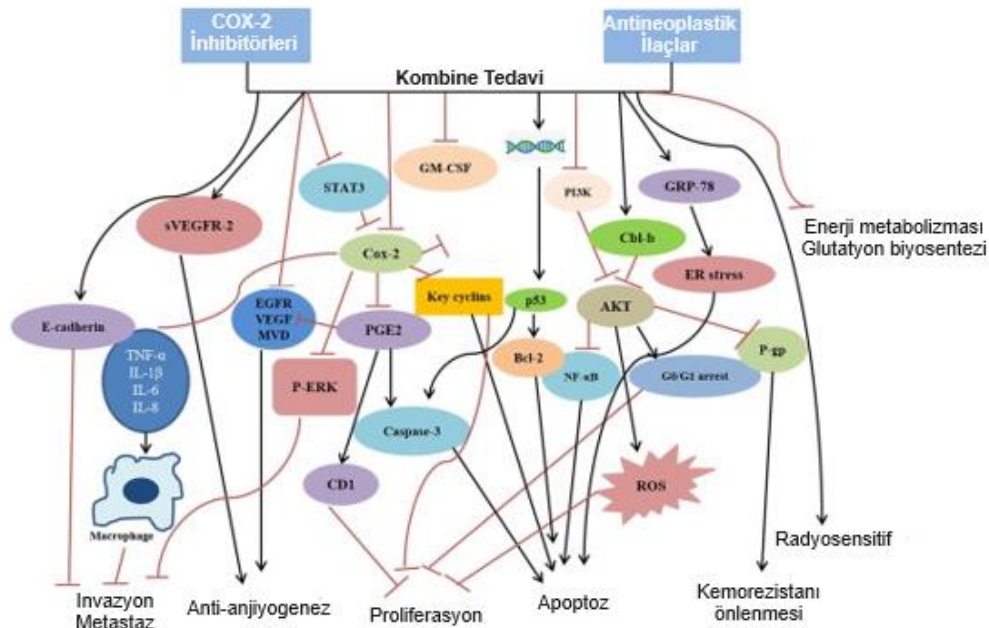 COX-2
İnhibitörleri
Antineoplastik
İlaçlar
Kombine Tedavi
GM-CSF
STAT3
PI3K
GRP-78
sVEGFR-2
Cbl-b
Enerji metabolizması
Glutatyon biyosentezi
Cox-2
ER stress
Key cyclins
p53
AKT
E-cadherin
EGFR
VEGF
MVD
PGE2
TNF-α
IL-1β
IL-6
IL-8
Bcl-2
NF-κB
G0/G1 arrest
P-gp
P-ERK
Caspase-3
CD1
ROS
Macrophage
Radyosensitif
Invazyon
Metastaz
Anti-anjiyogenez
Proliferasyon
Apoptoz
Kemorezistanı
önlenmesi